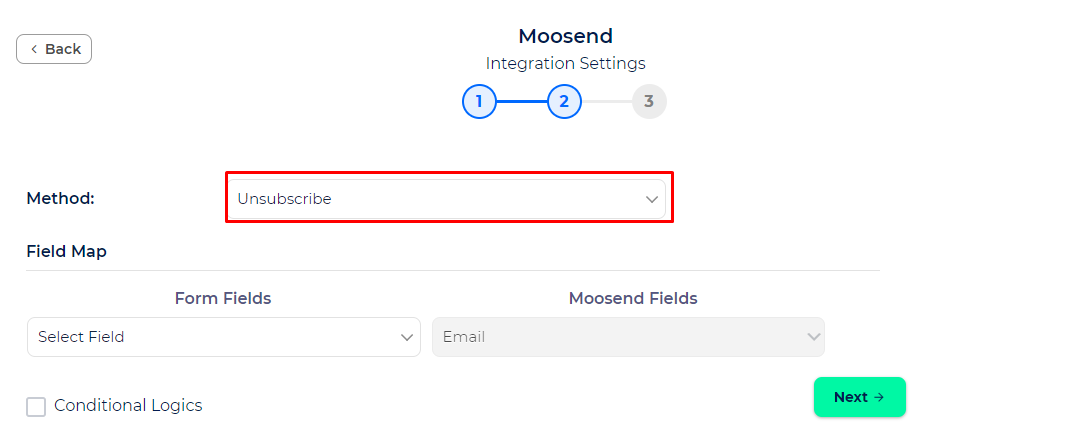 Back
Moosend
Integration Settings
1 2 3
Method:
Unsubscribe
Field Map
Form Fields
Moosend Fields
Select Field
Email
Conditional Logics
Next